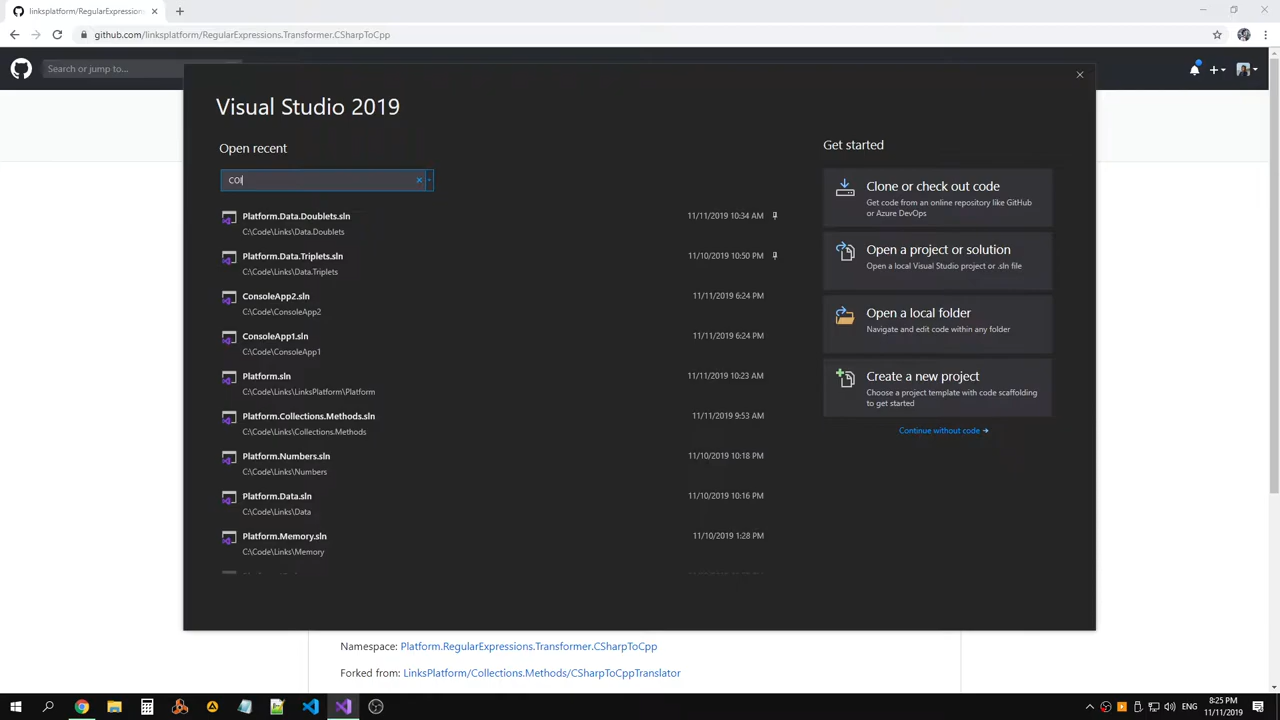 linksplatform/RegularExpressions
github.com/linksplatform/RegularExpressions.Transformer.CSharpToCpp
Search or jump to...
Visual Studio 2019
Open recent
Platform.Data.Doublets.sln 11/11/2019 10:34 AM
C:\Code\Links\Data.Doublets
Platform.Data.Triplets.sln 11/10/2019 10:50 PM
C:\Code\Links\Data.Triplets
ConsoleApp2.sln 11/11/2019 6:24 PM
C:\Code\ConsoleApp2
ConsoleApp1.sln 11/11/2019 6:24 PM
C:\Code\ConsoleApp1
Platform.sln 11/11/2019 10:23 AM
C:\Code\Links\LinksPlatform\Platform
Platform.Collections.Methods.sln 11/11/2019 9:53 AM
C:\Code\Links\Collections.Methods
Platform.Numbers.sln 11/10/2019 10:18 PM
C:\Code\Links\Numbers
Platform.Data.sln 11/10/2019 10:16 PM
C:\Code\Links\Data
Platform.Memory.sln 11/10/2019 1:28 PM
C:\Code\Links\Memory
Get started
Clone or check out code
Get code from an online repository like GitHub
or Azure DevOps
Open a project or solution
Open a local Visual Studio project or .sln file
Open a local folder
Navigate and edit code within any folder
Create a new project
Choose a project template with code scaffolding
to get started
Continue without code
Namespace: Platform.RegularExpressions.Transformer.CSharpToCpp
Forked from: LinksPlatform/Collections.Methods/CSharpToCppTranslator
ENG
8:25 PM
11/11/2019